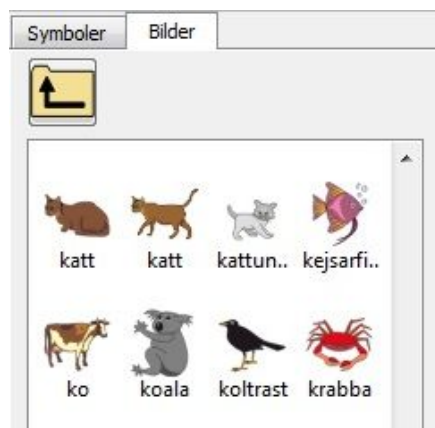 Symboler Bilder
katt katt kattun.. kejsarfi..
ko koala koltrast krabba